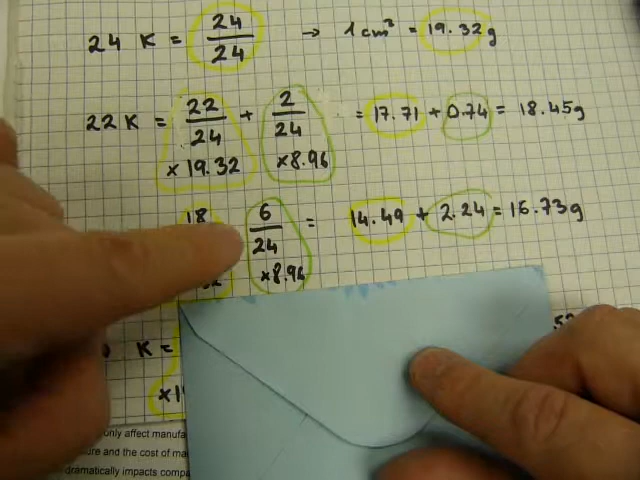 24 K = 24/24 → 1 cm³ = 19.32g
22 K = 22/24 + 2/24 = 17.71 + 0.74 = 18.45g
×19.32 ×8.96
18 6/24 = 14.49 + 2.24 = 16.73g
×8.96
K =
×1
only affect manufa
ure and the cost of ma
dramatically impacts comp